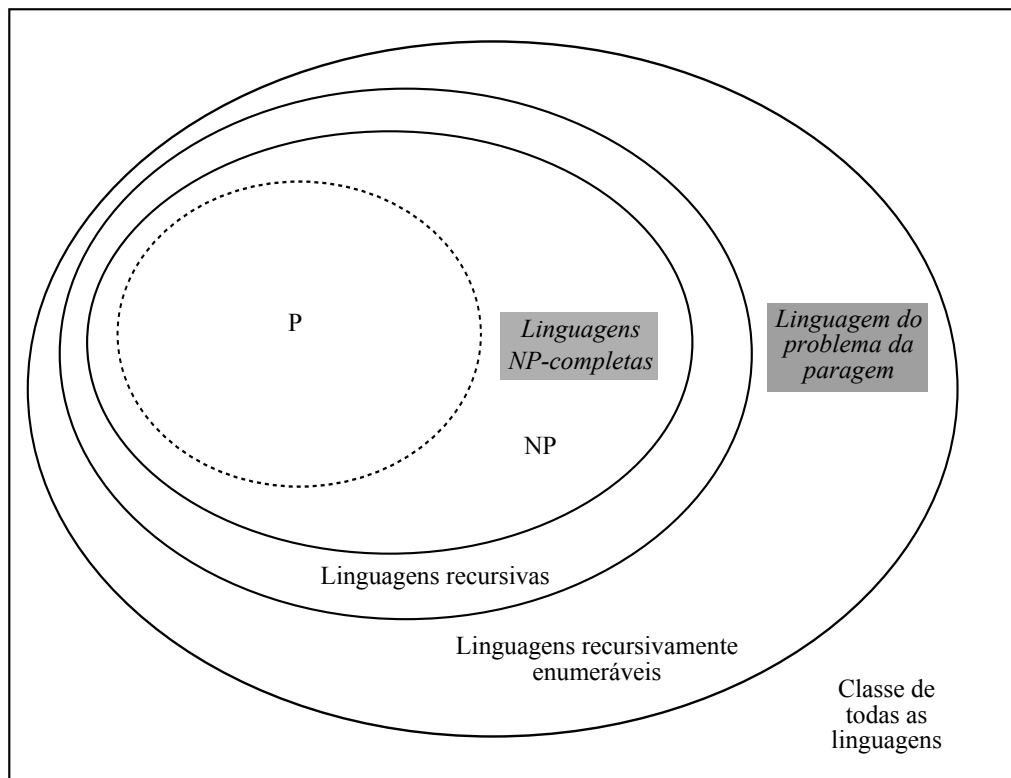 P
Linguagens
NP-completas
Linguagem do
problema da
paragem
NP
Linguagens recursivas
Linguagens recursivamente
enumeráveis
Classe de
todas as
linguagens